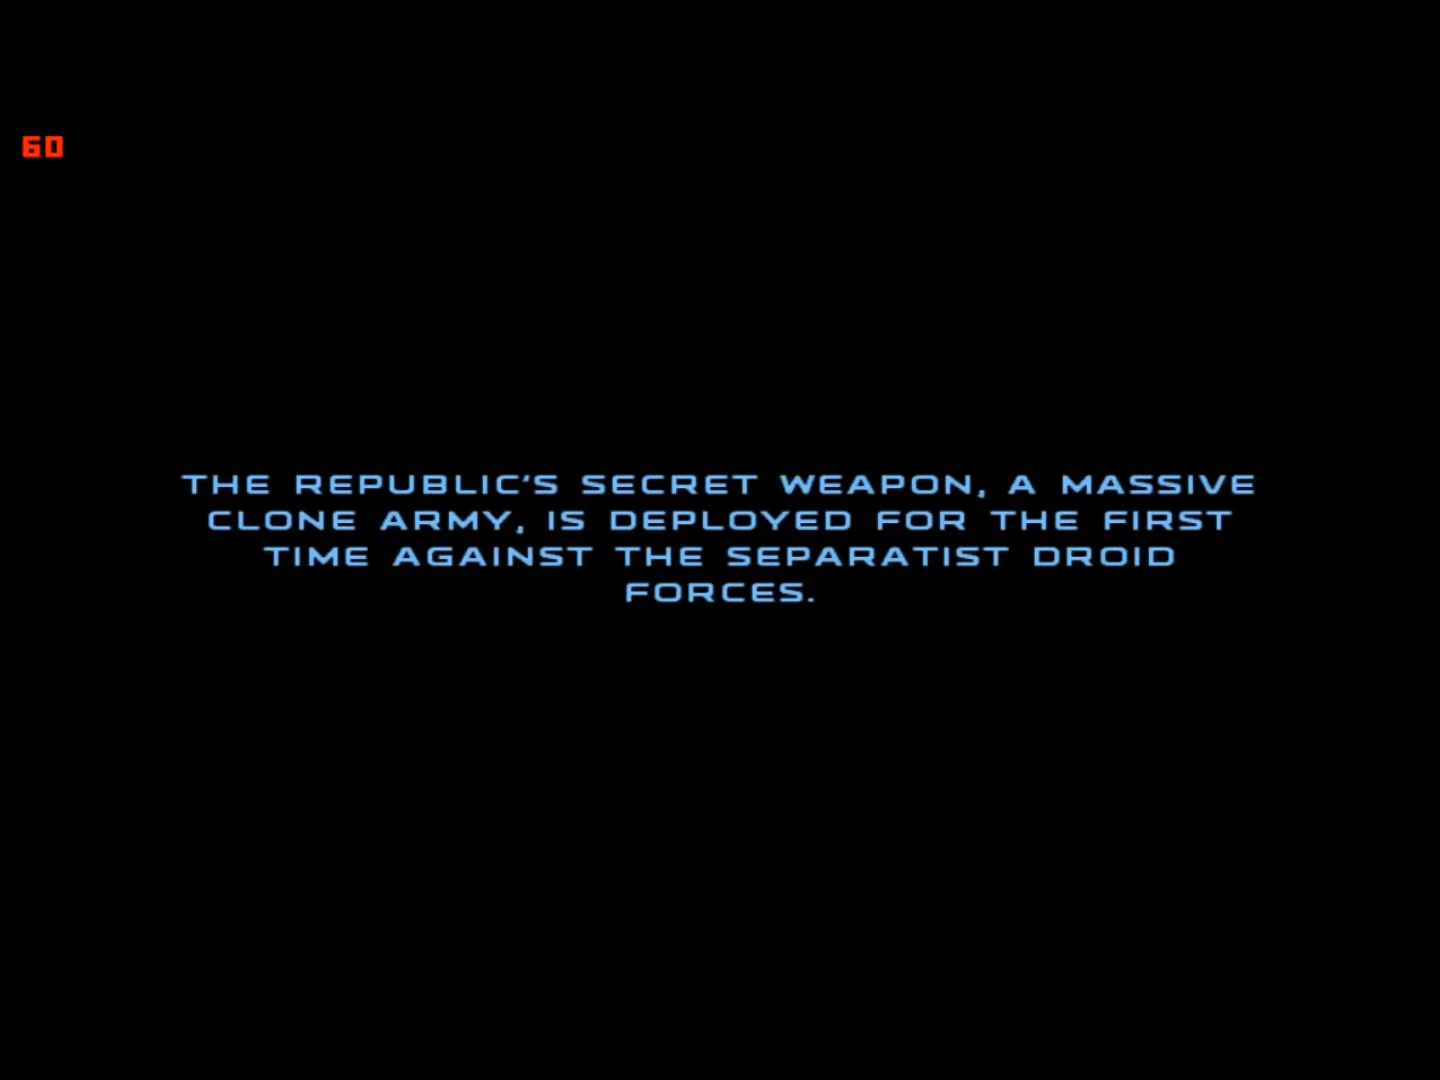 60
THE REPUBLIC'S SECRET WEAPON, A MASSIVE
CLONE ARMY, IS DEPLOYED FOR THE FIRST
TIME AGAINST THE SEPARATIST DROID
FORCES.